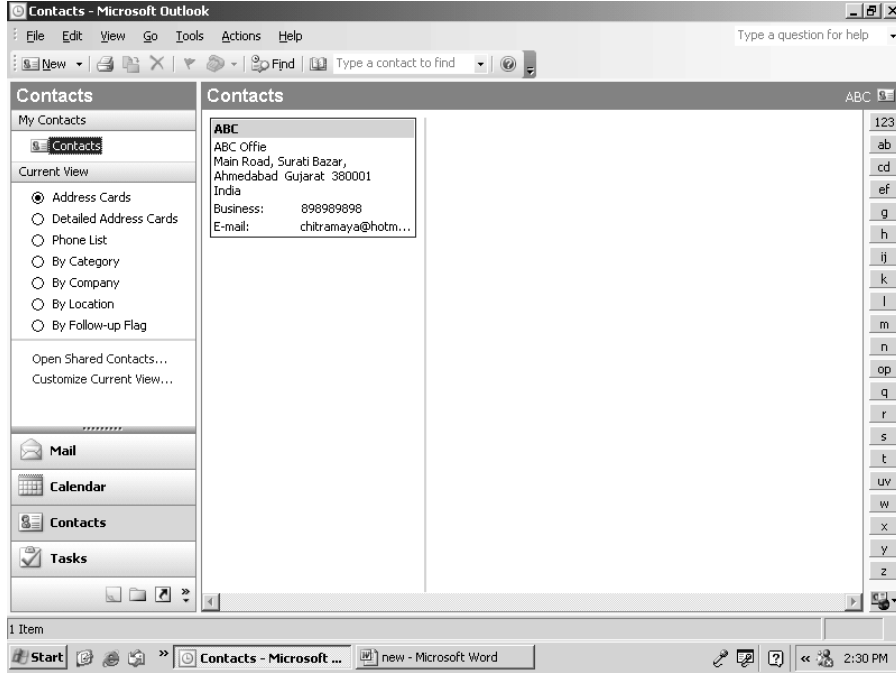 Contacts - Microsoft Outlook
File Edit View Go Tools Actions Help
Type a question for help
New Find Type a contact to find
Contacts
My Contacts
Contacts
Current View
Address Cards
Detailed Address Cards
Phone List
By Category
By Company
By Location
By Follow-up Flag
Open Shared Contacts...
Customize Current View...
Mail
Calendar
Contacts
Tasks
Contacts ABC
ABC
ABC Offie
Main Road, Surati Bazar,
Ahmedabad Gujarat 380001
India
Business: 898989898
E-mail: chitramaya@hotm...
123
ab
cd
ef
g
h
ij
k
l
m
n
op
q
r
s
t
uv
w
x
y
z
1 Item
Start » Contacts - Microsoft ... new - Microsoft Word « 2:30 PM